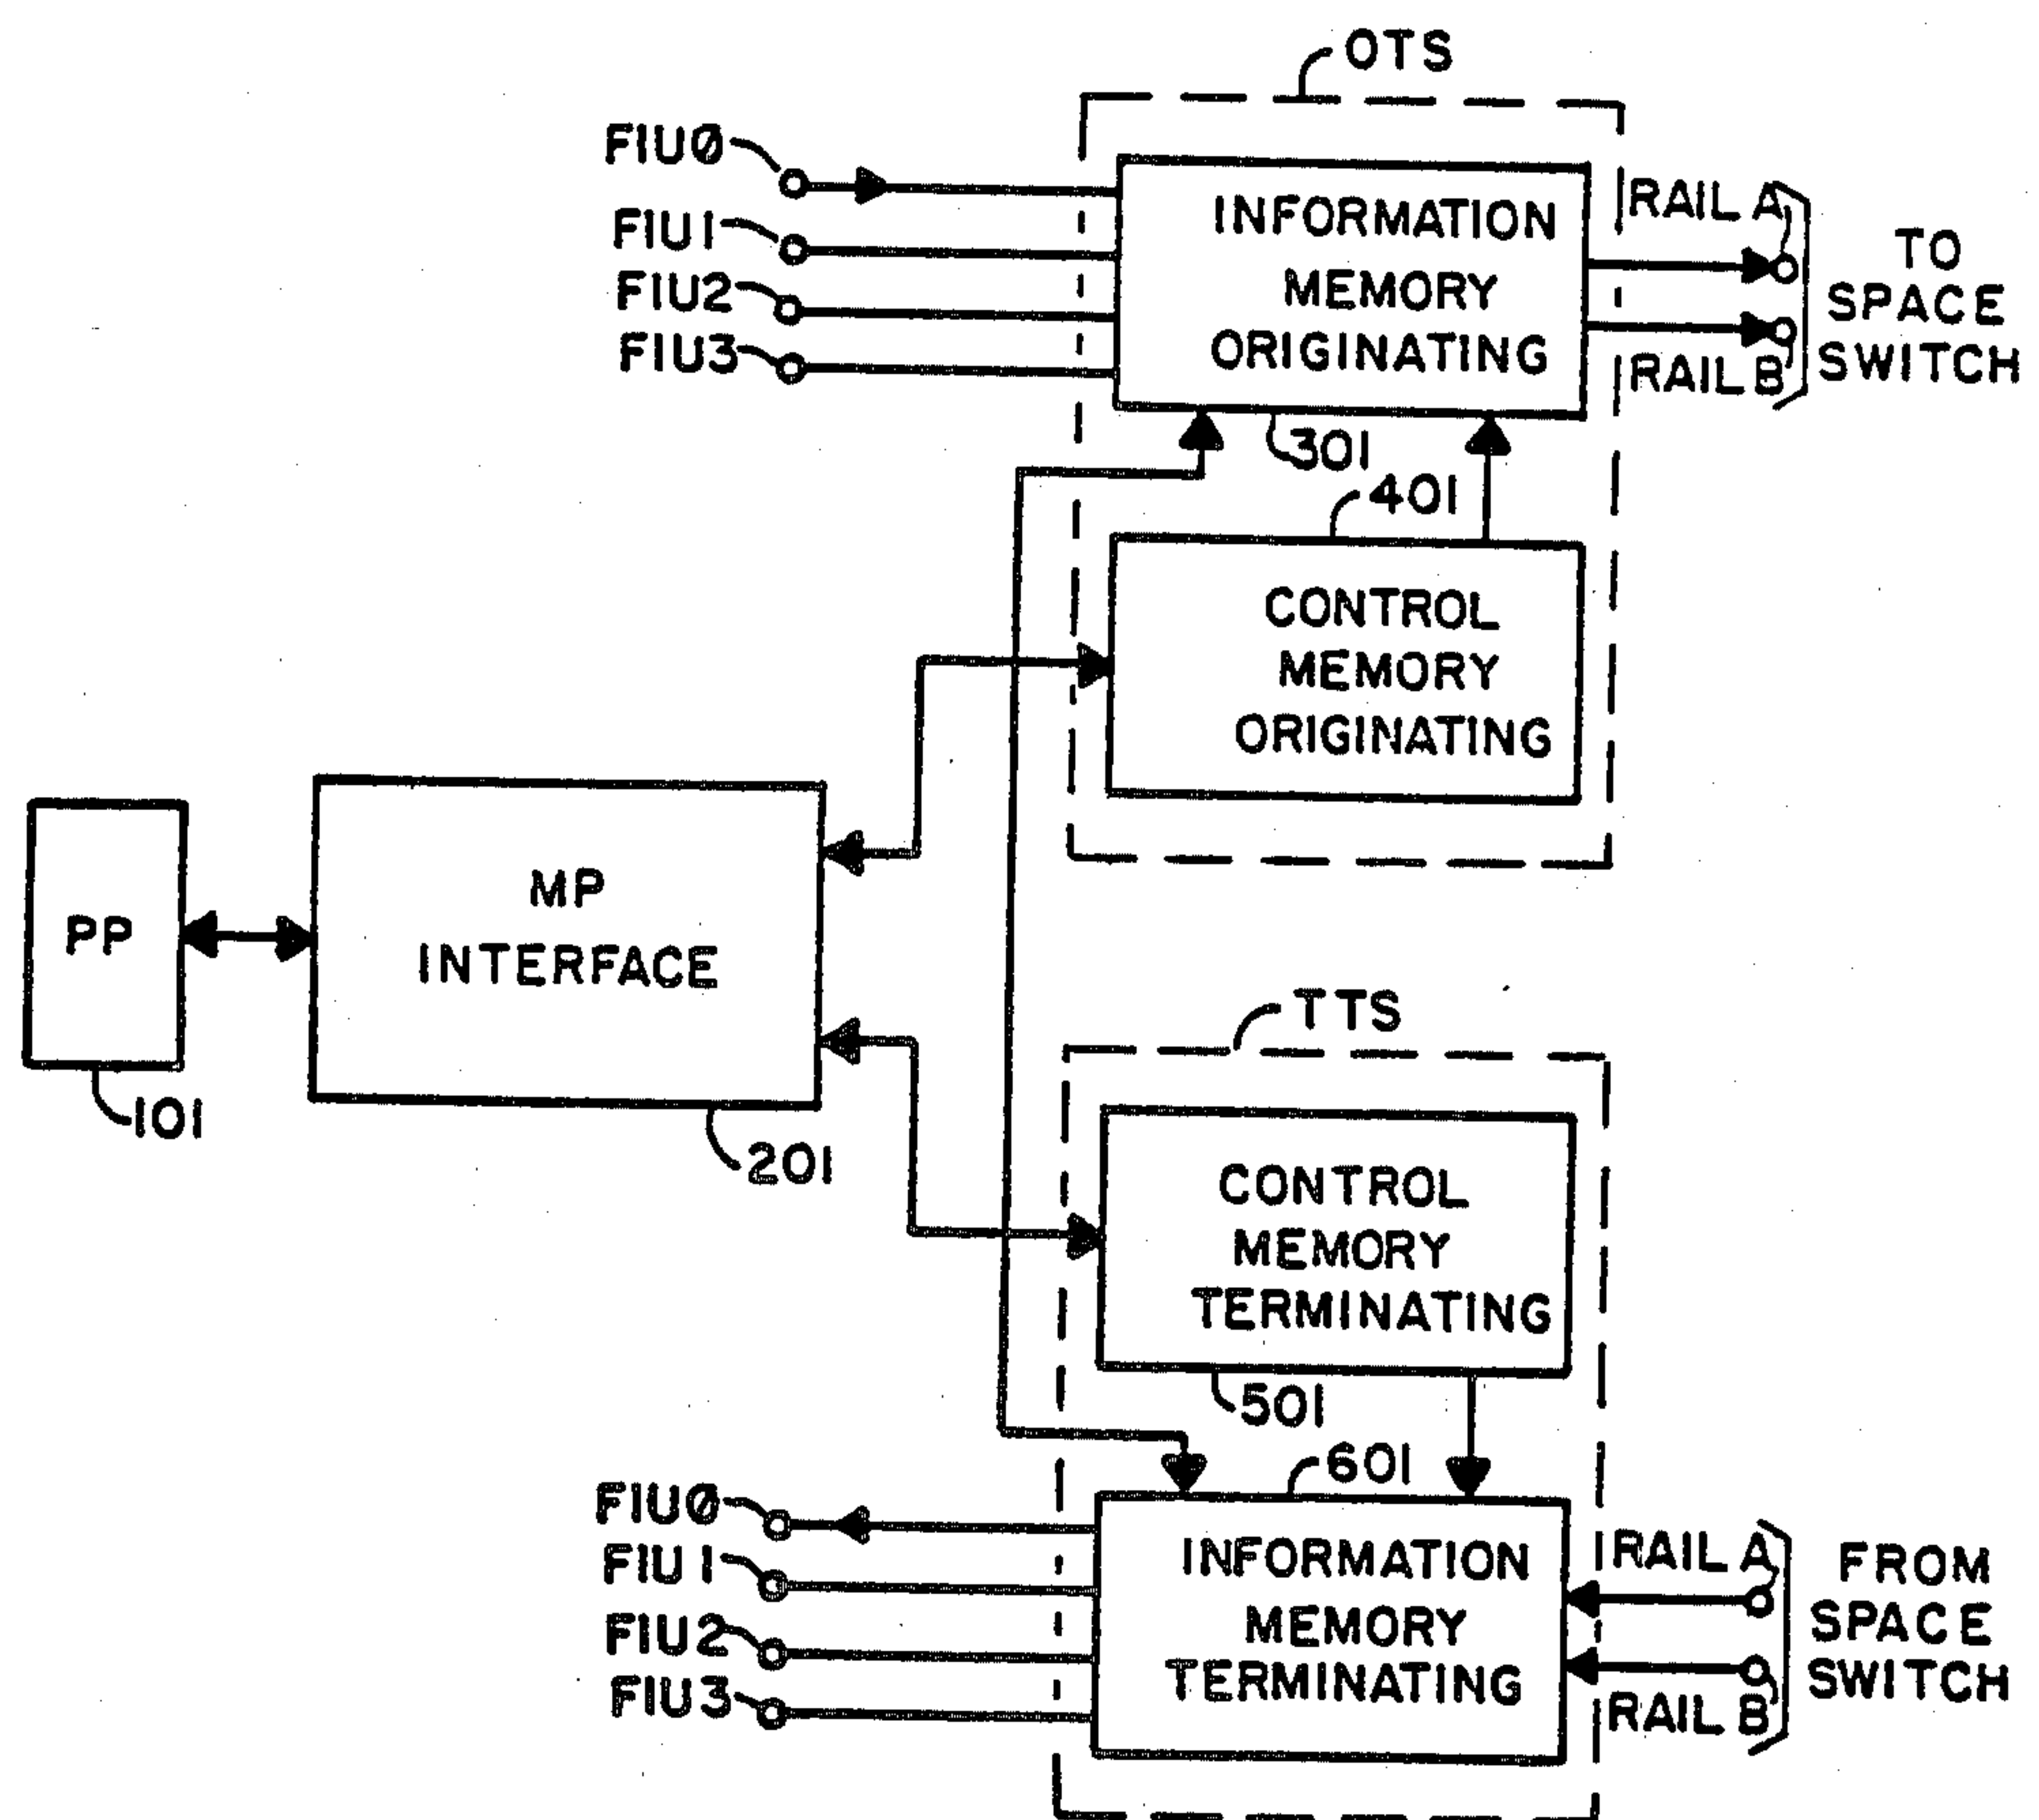 OTS
FIU0
FIU1
FIU2
FIU3
INFORMATION
MEMORY
ORIGINATING
RAIL A
RAIL B
TO
SPACE
SWITCH
301
401
CONTROL
MEMORY
ORIGINATING
PP
101
MP
INTERFACE
201
TTS
CONTROL
MEMORY
TERMINATING
501
601
FIU0
FIU1
FIU2
FIU3
INFORMATION
MEMORY
TERMINATING
RAIL A
RAIL B
FROM
SPACE
SWITCH